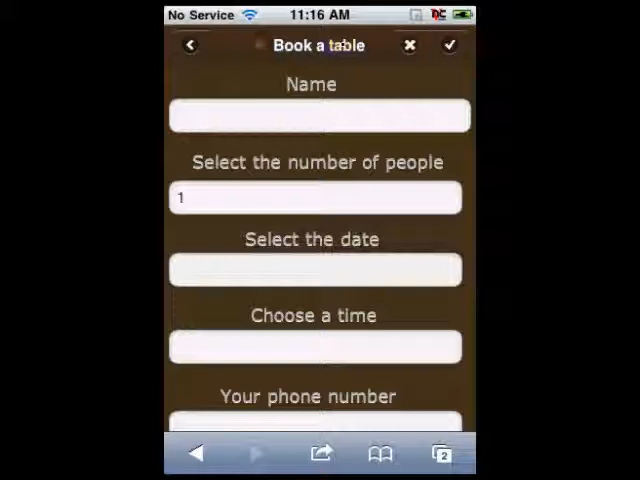 No Service 11:16 AM
Book a table
Name
Select the number of people
1
Select the date
Choose a time
Your phone number
2